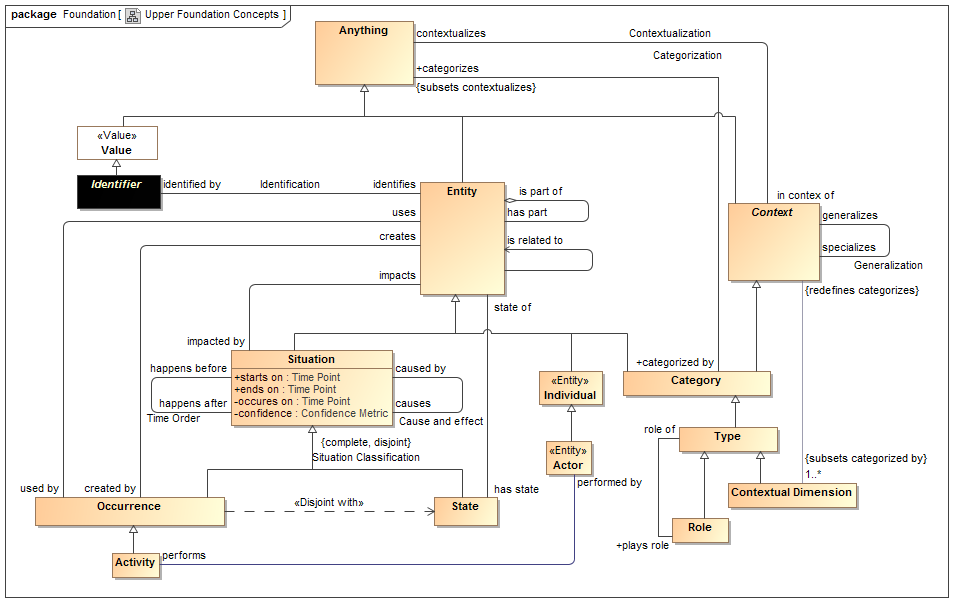 package Foundation [ Upper Foundation Concepts ]
Anything
contextualizes
Contextualization
Categorization
+categorizes
{subsets contextualizes}
«Value»
Value
Identifier
identified by
Identification
identifies
Entity
is part of
has part
is related to
uses
creates
impacts
state of
in contex of
Context
generalizes
specializes
Generalization
{redefines categorizes}
impacted by
Situation
+starts on : Time Point
+ends on : Time Point
-occures on : Time Point
-confidence : Confidence Metric
happens before
happens after
Time Order
caused by
causes
Cause and effect
{complete, disjoint}
Situation Classification
«Entity»
Individual
«Entity»
Actor
performed by
+categorized by
Category
role of
Type
{subsets categorized by}
1..*
Contextual Dimension
Role
+plays role
used by
created by
Occurrence
«Disjoint with»
has state
State
Activity
performs